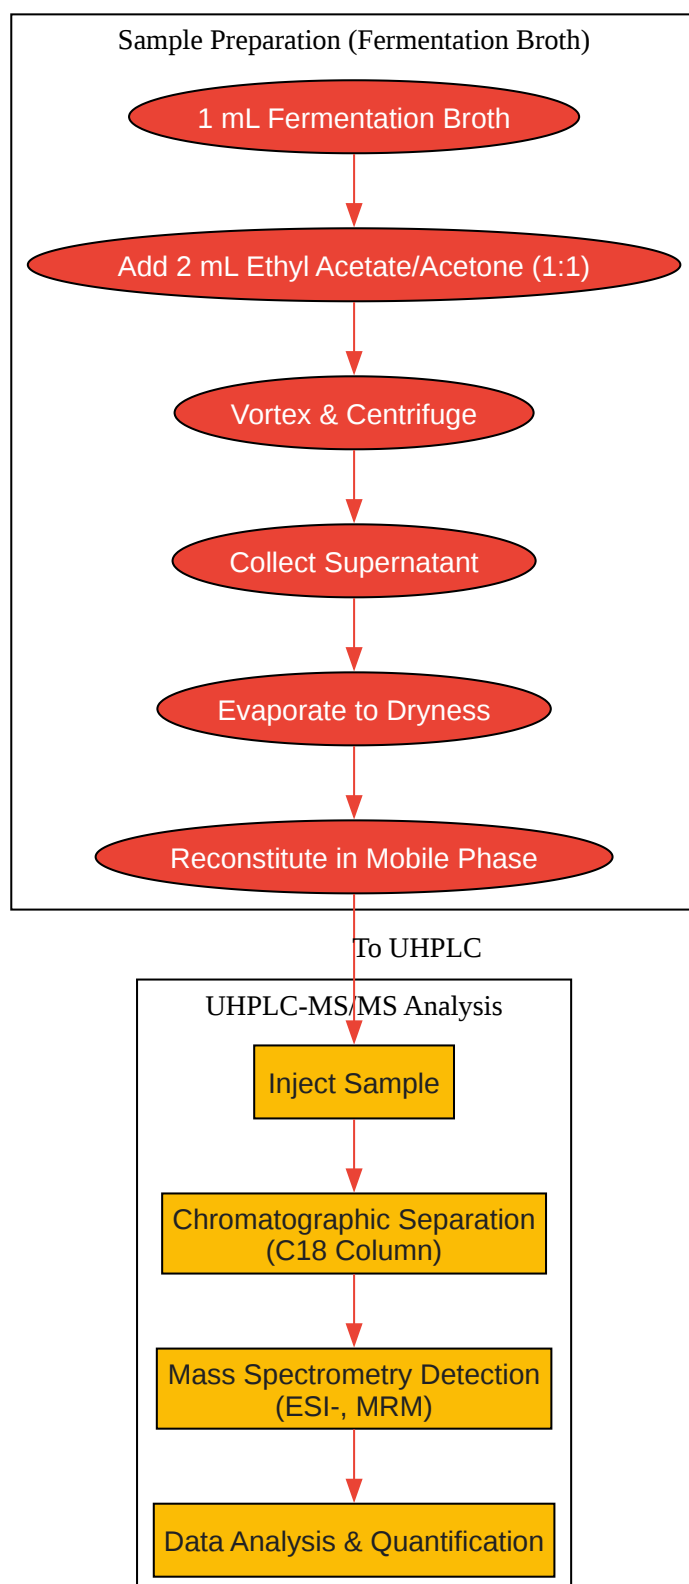 Sample Preparation (Fermentation Broth)
1 mL Fermentation Broth
Add 2 mL Ethyl Acetate/Acetone (1:1)
Vortex & Centrifuge
Collect Supernatant
Evaporate to Dryness
Reconstitute in Mobile Phase
To UHPLC
UHPLC-MS/MS Analysis
Inject Sample
Chromatographic Separation
(C18 Column)
Mass Spectrometry Detection
(ESI-, MRM)
Data Analysis & Quantification